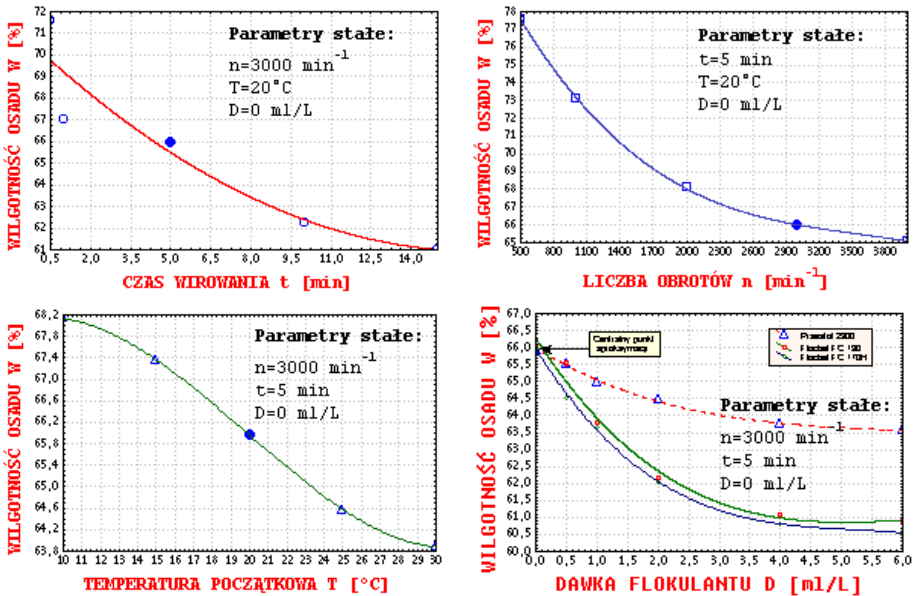 WILGOTNOŚĆ OSADU W [%]
72
71
70
69
68
67
66
65
64
63
62
61
Parametry stałe:
n=3000 min-1
T=20°C
D=0 ml/L
0,5 2,0 3,5 5,0 6,5 8,0 9,5 11,0 12,5 14,0
CZAS WIROWANIA t [min]
WILGOTNOŚĆ OSADU W [%]
78
77
76
75
74
73
72
71
70
69
68
67
66
65
Parametry stałe:
t=5 min
T=20°C
D=0 ml/L
500 800 1100 1400 1700 2000 2300 2600 2900 3200 3500 3800
LICZBA OBROTÓW n [min-1]
WILGOTNOŚĆ OSADU W [%]
68,2
67,8
67,4
67,0
66,6
66,2
65,8
65,4
65,0
64,6
64,2
63,8
Parametry stałe:
n=3000 min-1
t=5 min
D=0 ml/L
10 11 12 13 14 15 16 17 18 19 20 21 22 23 24 25 26 27 28 29 30
TEMPERATURA POCZĄTKOWA T [°C]
WILGOTNOŚĆ OSADU W [%]
67,0
66,5
66,0
65,5
65,0
64,5
64,0
63,5
63,0
62,5
62,0
61,5
61,0
60,5
60,0
Centralny punkt
aproksymacji
Parametry stałe:
n=3000 min-1
t=5 min
D=0 ml/L
0,0 0,5 1,0 1,5 2,0 2,5 3,0 3,5 4,0 4,5 5,0 5,5 6,0
DAWKA FLOKULANTU D [ml/L]